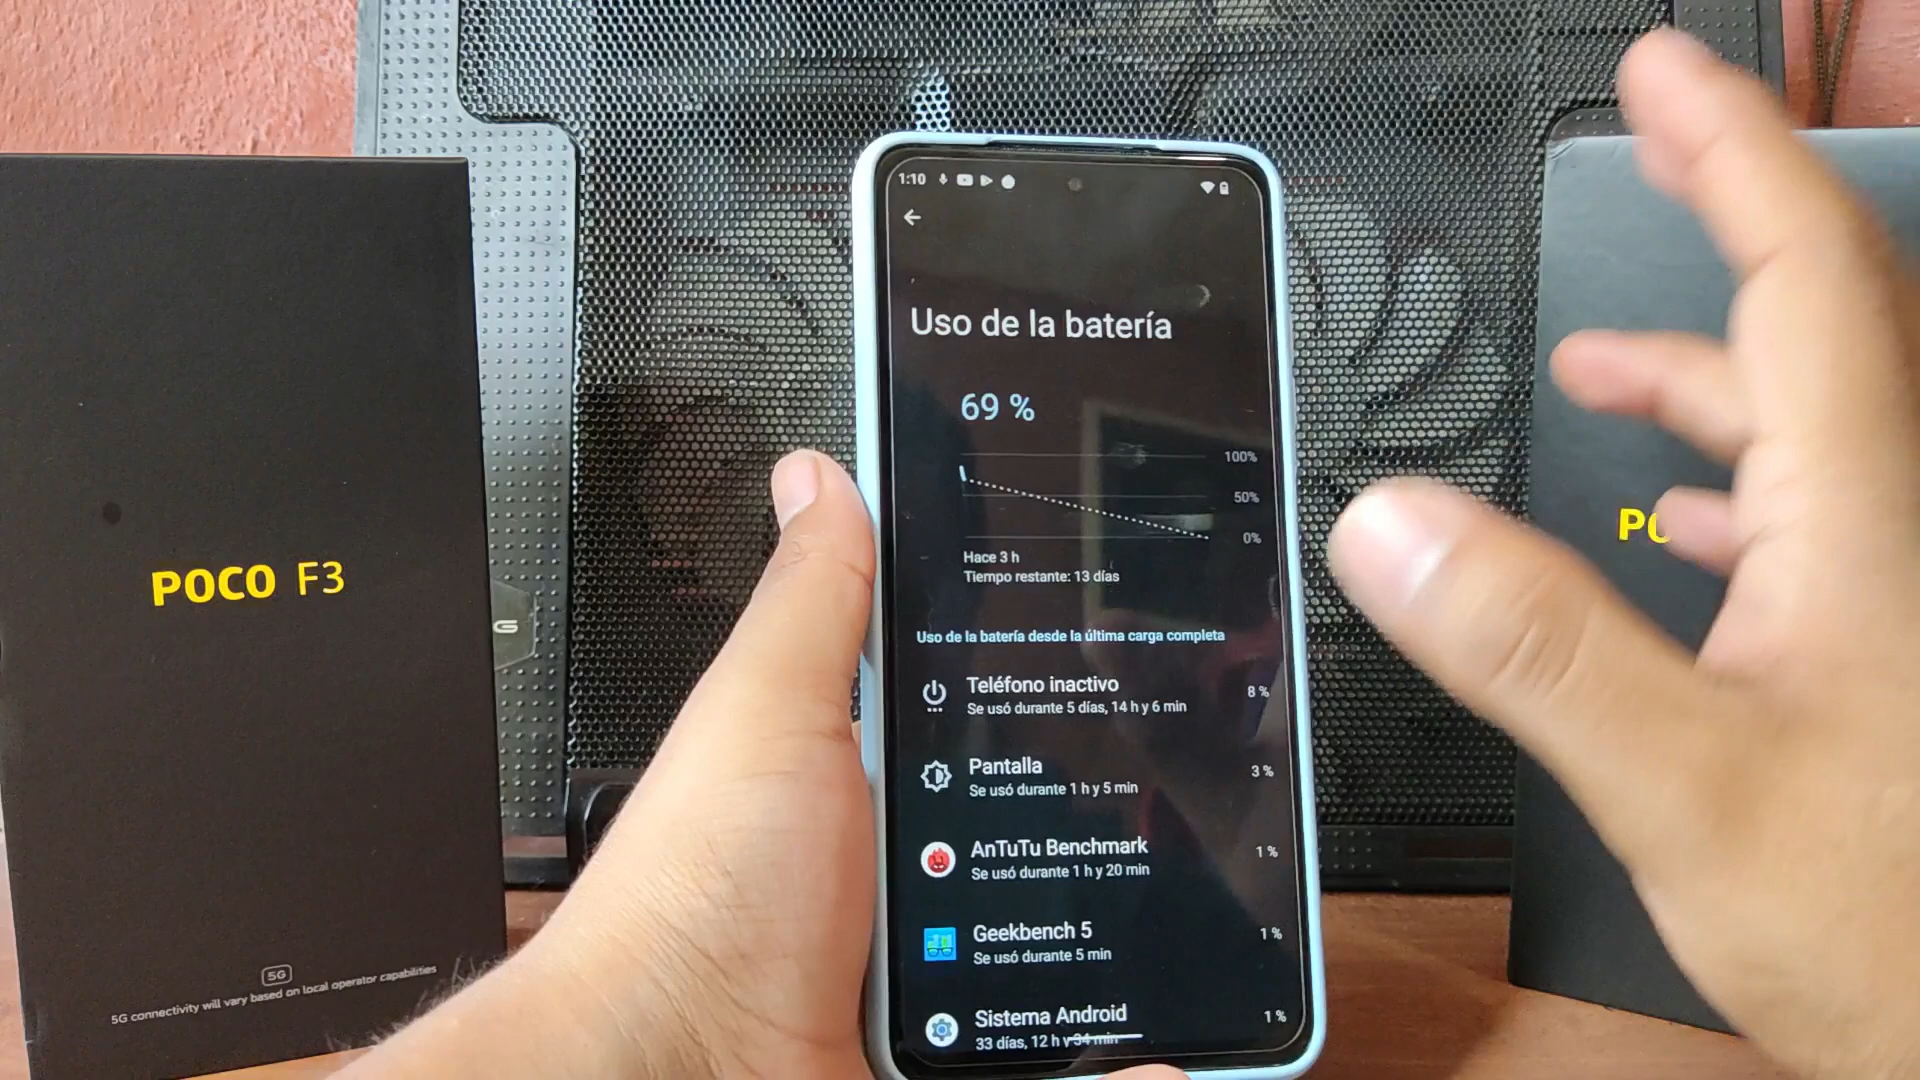 POCO F3
5G
5G connectivity will vary based on local operator capabilities
G
1:10
Uso de la batería
69 %
100%
50%
0%
Hace 3 h
Tiempo restante: 13 días
Uso de la batería desde la última carga completa
Teléfono inactivo 8 %
Se usó durante 5 días, 14 h y 6 min
Pantalla 3 %
Se usó durante 1 h y 5 min
AnTuTu Benchmark 1 %
Se usó durante 1 h y 20 min
Geekbench 5 1 %
Se usó durante 5 min
Sistema Android 1 %
33 días, 12 h y 34 min